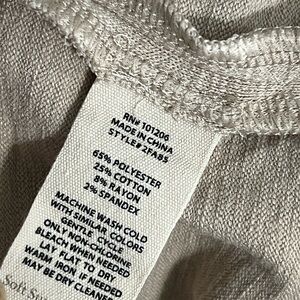 RN# 101206
MADE IN CHINA
STYLE# 2FAB5
65% POLYESTER
25% COTTON
8% RAYON
2% SPANDEX
MACHINE WASH COLD
WITH SIMILAR COLORS
GENTLE CYCLE
ONLY NON-CHLORINE
BLEACH WHEN NEEDED
LAY FLAT TO DRY
WARM IRON IF NEEDED
MAY BE DRY CLEANED
Soft